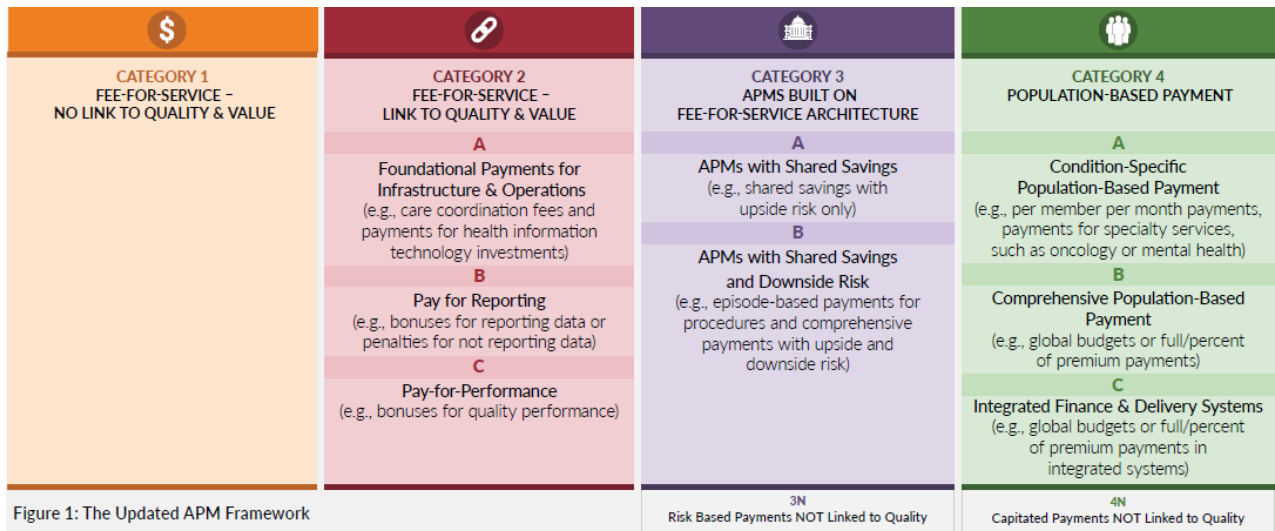 $
CATEGORY 1
FEE-FOR-SERVICE –
NO LINK TO QUALITY & VALUE
CATEGORY 2
FEE-FOR-SERVICE –
LINK TO QUALITY & VALUE
A
Foundational Payments for
Infrastructure & Operations
(e.g., care coordination fees and
payments for health information
technology investments)
B
Pay for Reporting
(e.g., bonuses for reporting data or
penalties for not reporting data)
C
Pay-for-Performance
(e.g., bonuses for quality performance)
CATEGORY 3
APMS BUILT ON
FEE-FOR-SERVICE ARCHITECTURE
A
APMs with Shared Savings
(e.g., shared savings with
upside risk only)
B
APMs with Shared Savings
and Downside Risk
(e.g., episode-based payments for
procedures and comprehensive
payments with upside and
downside risk)
3N
Risk Based Payments NOT Linked to Quality
CATEGORY 4
POPULATION-BASED PAYMENT
A
Condition-Specific
Population-Based Payment
(e.g., per member per month payments,
payments for specialty services,
such as oncology or mental health)
B
Comprehensive Population-Based
Payment
(e.g., global budgets or full/percent
of premium payments)
C
Integrated Finance & Delivery Systems
(e.g., global budgets or full/percent
of premium payments in
integrated systems)
4N
Capitated Payments NOT Linked to Quality
Figure 1: The Updated APM Framework